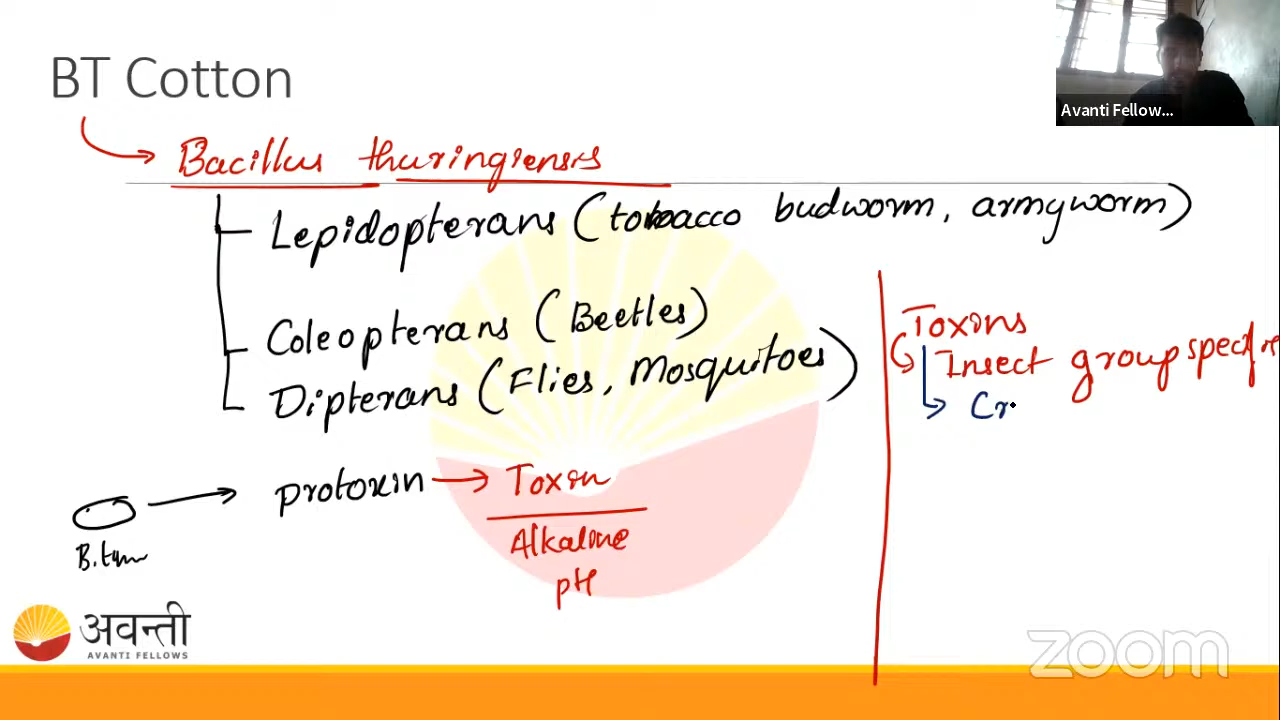 BT Cotton
Avanti Fellow...
Bacillus thuringiensis
Lepidopterans (tobacco budworm, armyworm)
Coleopterans (Beetles)
Dipterans (Flies, Mosquitoes)
protoxin → Toxin
Alkaline
pH
Toxins
Insect group specific
Cr
अवन्ती
AVANTI FELLOWS
zoom